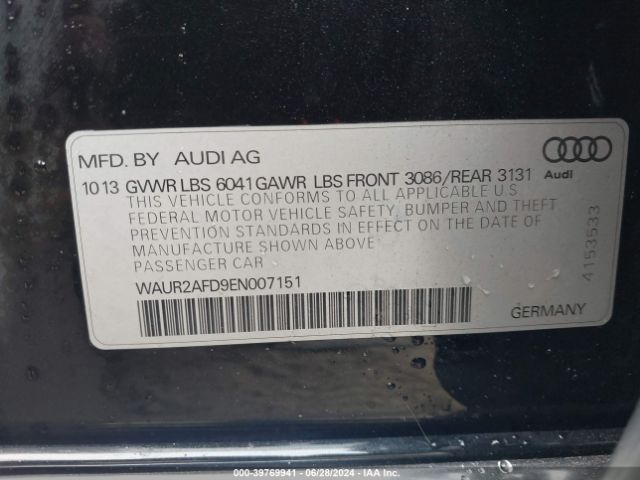 MFD. BY AUDI AG
10 13 GVWR LBS 6041 GAWR LBS FRONT 3086/REAR 3131
Audi
THIS VEHICLE CONFORMS TO ALL APPLICABLE U.S.
FEDERAL MOTOR VEHICLE SAFETY, BUMPER AND THEFT
PREVENTION STANDARDS IN EFFECT ON THE DATE OF
MANUFACTURE SHOWN ABOVE
PASSENGER CAR
4153533
WAUR2AFD9EN007151
GERMANY
000-39769941 - 06/28/2024 - IAA Inc.